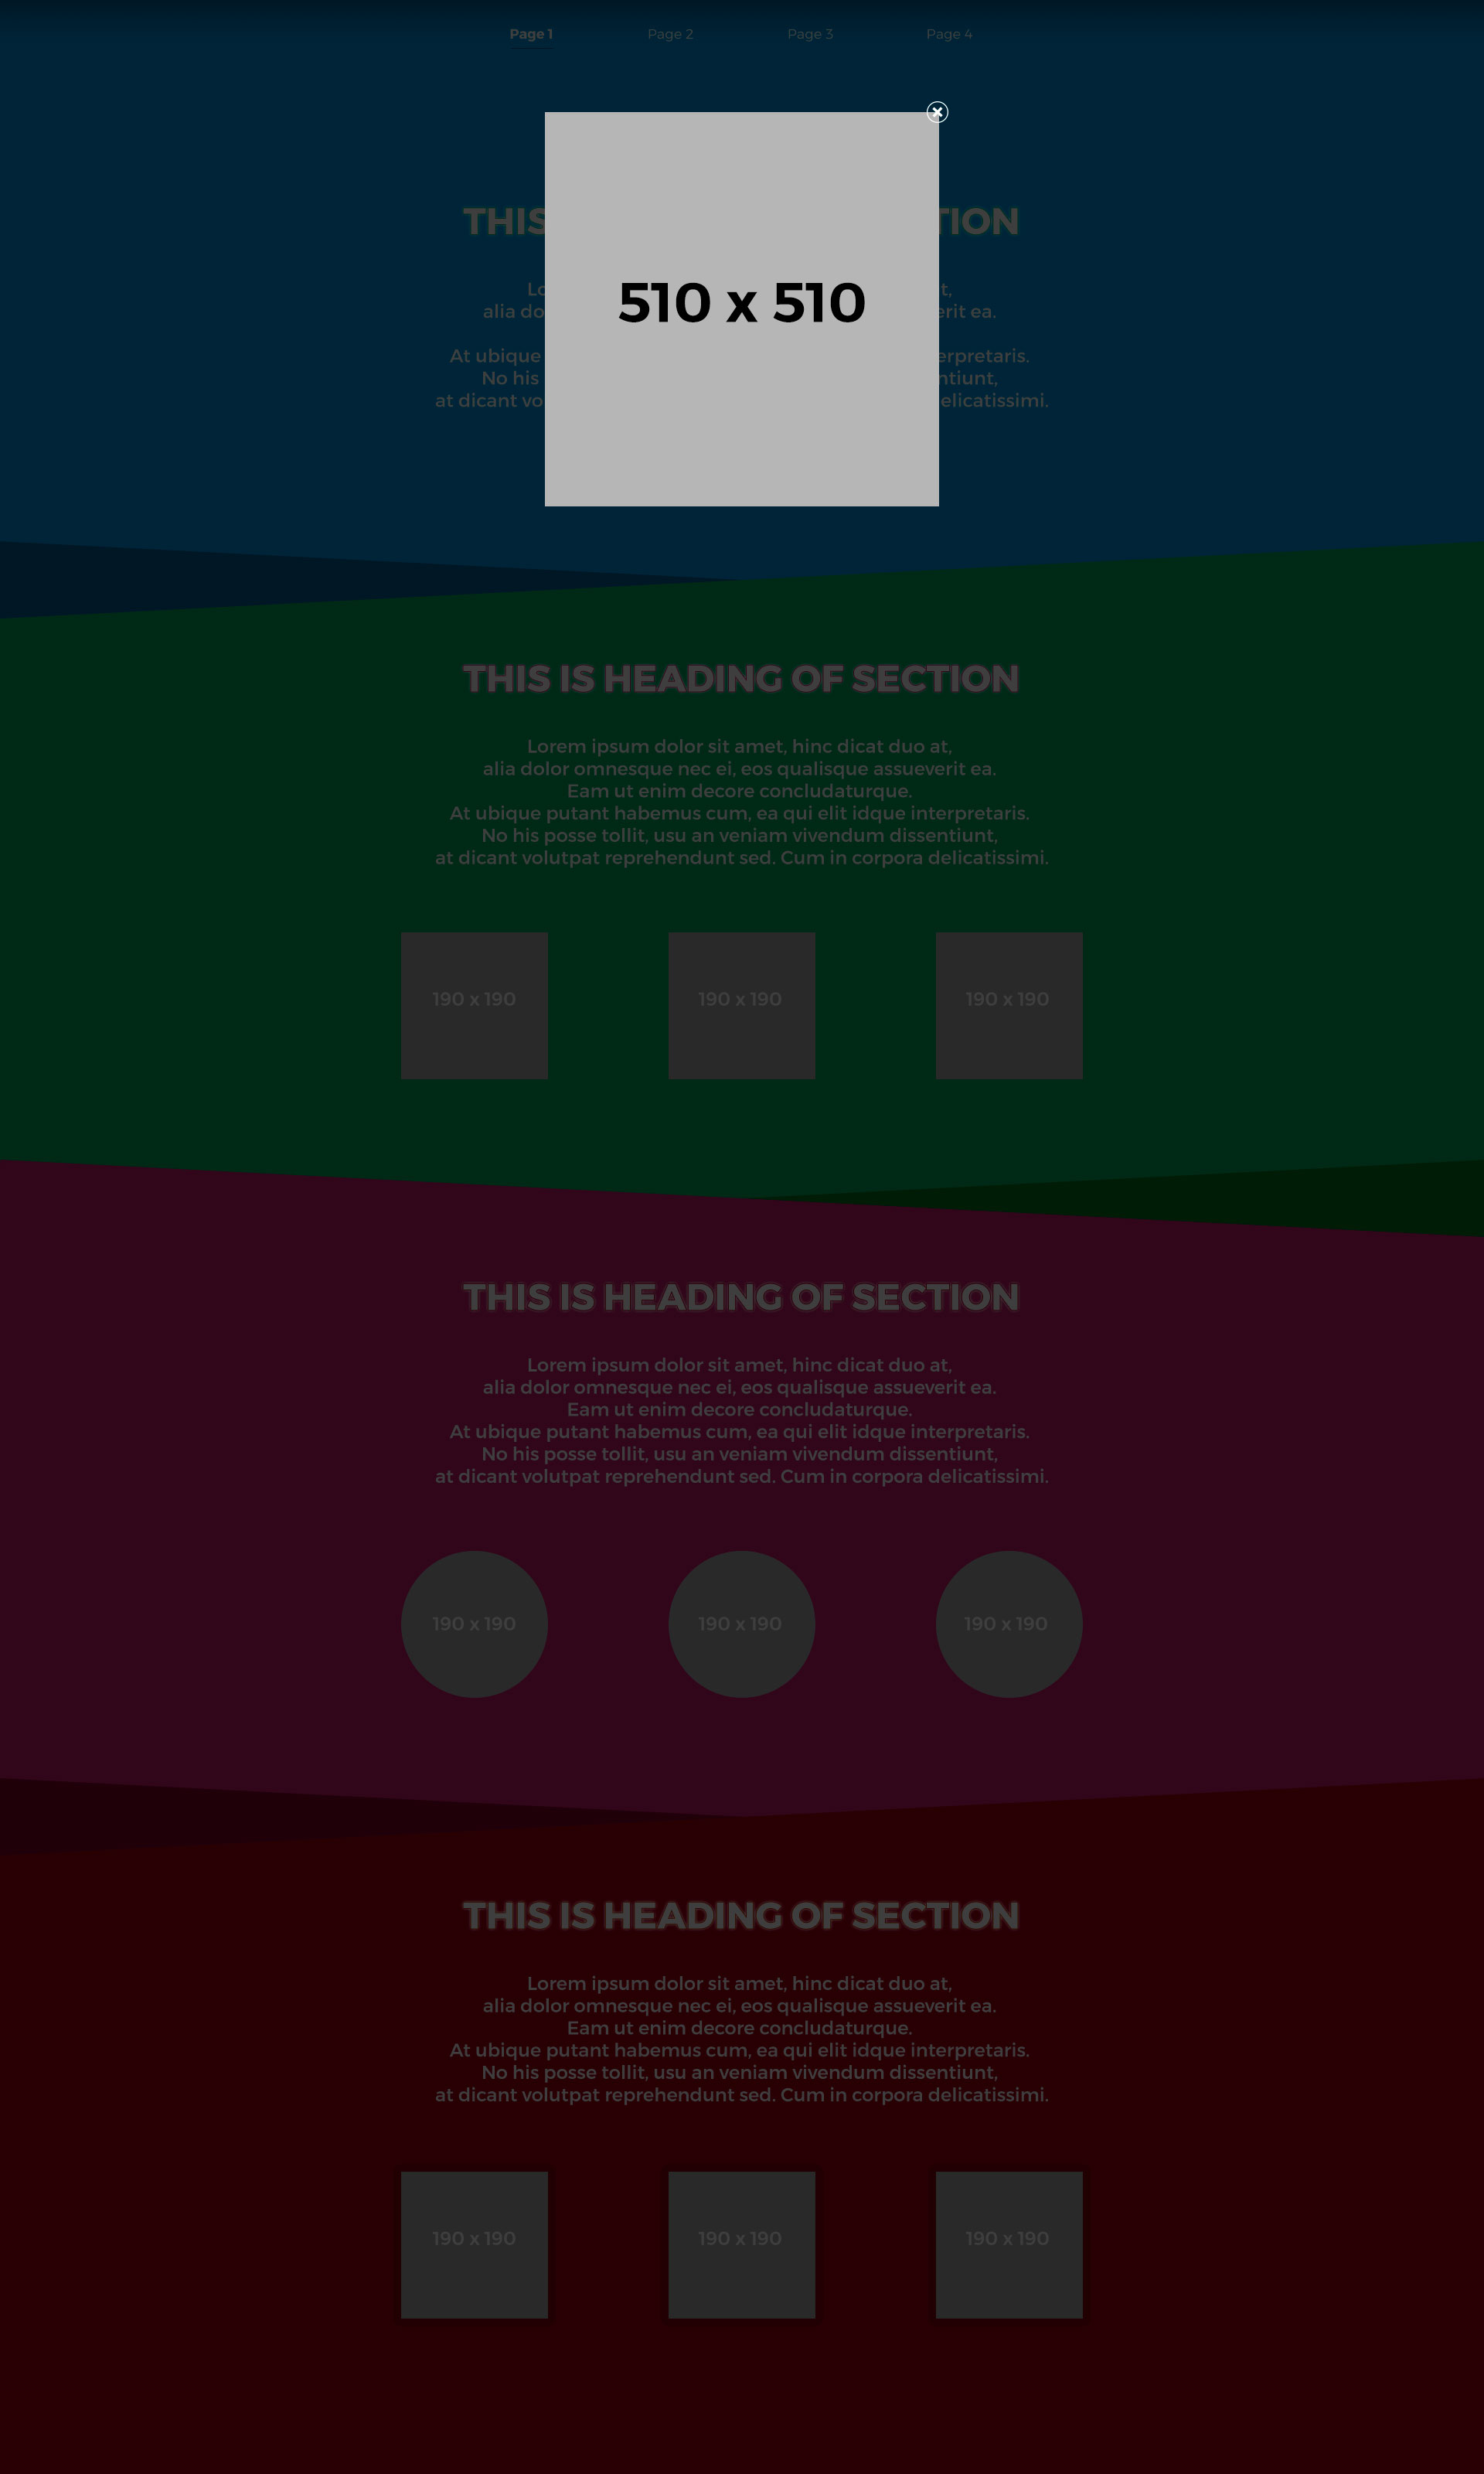 Page 1 Page 2 Page 3 Page 4
THIS TION
510 x 510
alia do erit ea.
At ubique erpretaris.
No his ntiunt,
at dicant vo elicatissimi.
THIS IS HEADING OF SECTION
Lorem ipsum dolor sit amet, hinc dicat duo at,
alia dolor omnesque nec ei, eos qualisque assueverit ea.
Eam ut enim decore concludaturque.
At ubique putant habemus cum, ea qui elit idque interpretaris.
No his posse tollit, usu an veniam vivendum dissentiunt,
at dicant volutpat reprehendunt sed. Cum in corpora delicatissimi.
190 x 190 190 x 190 190 x 190
THIS IS HEADING OF SECTION
Lorem ipsum dolor sit amet, hinc dicat duo at,
alia dolor omnesque nec ei, eos qualisque assueverit ea.
Eam ut enim decore concludaturque.
At ubique putant habemus cum, ea qui elit idque interpretaris.
No his posse tollit, usu an veniam vivendum dissentiunt,
at dicant volutpat reprehendunt sed. Cum in corpora delicatissimi.
190 x 190 190 x 190 190 x 190
THIS IS HEADING OF SECTION
Lorem ipsum dolor sit amet, hinc dicat duo at,
alia dolor omnesque nec ei, eos qualisque assueverit ea.
Eam ut enim decore concludaturque.
At ubique putant habemus cum, ea qui elit idque interpretaris.
No his posse tollit, usu an veniam vivendum dissentiunt,
at dicant volutpat reprehendunt sed. Cum in corpora delicatissimi.
190 x 190 190 x 190 190 x 190